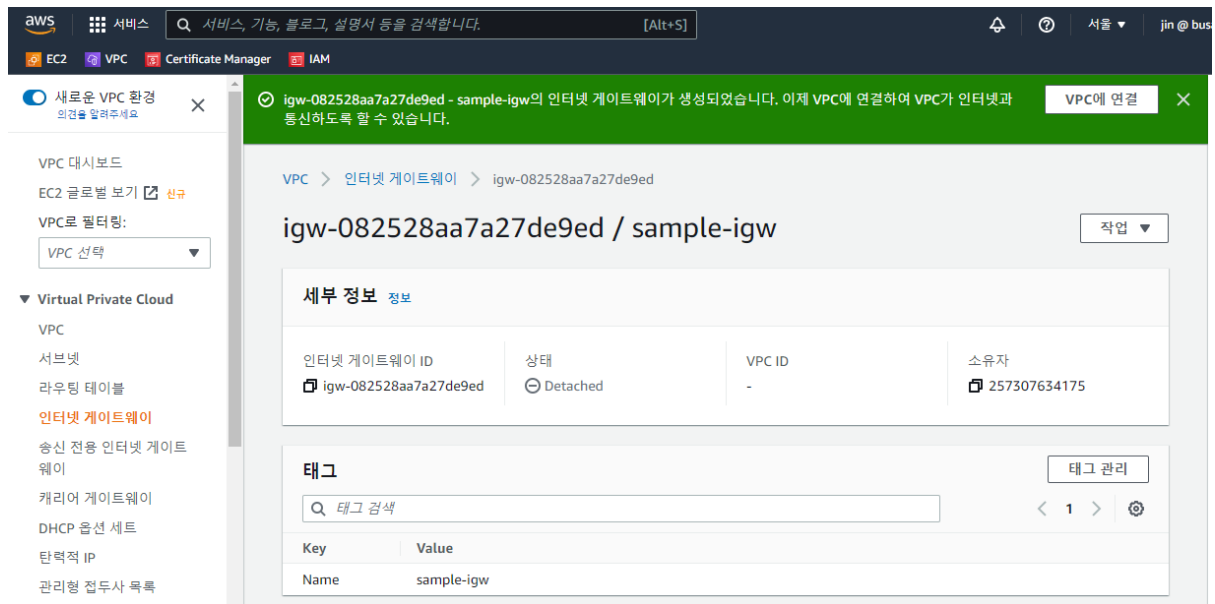 aws
서비스
서비스, 기능, 블로그, 설명서 등을 검색합니다.
[Alt+S]
서울 ▼
jin @ busa
EC2
VPC
Certificate Manager
IAM
새로운 VPC 환경
의견을 알려주세요
VPC 대시보드
EC2 글로벌 보기 신규
VPC로 필터링:
VPC 선택
Virtual Private Cloud
VPC
서브넷
라우팅 테이블
인터넷 게이트웨이
송신 전용 인터넷 게이트
웨이
캐리어 게이트웨이
DHCP 옵션 세트
탄력적 IP
관리형 접두사 목록
igw-082528aa7a27de9ed - sample-igw의 인터넷 게이트웨이가 생성되었습니다. 이제 VPC에 연결하여 VPC가 인터넷과
통신하도록 할 수 있습니다.
VPC에 연결
VPC > 인터넷 게이트웨이 > igw-082528aa7a27de9ed
igw-082528aa7a27de9ed / sample-igw
작업 ▼
세부 정보 정보
인터넷 게이트웨이 ID
igw-082528aa7a27de9ed
상태
Detached
VPC ID
-
소유자
257307634175
태그
태그 관리
태그 검색
1
Key Value
Name sample-igw